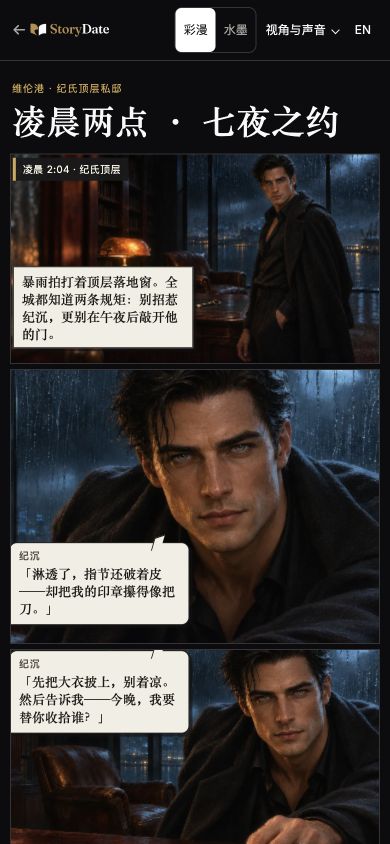 StoryDate
彩漫
水墨
视角与声音
EN
维伦港 · 纪氏顶层私邸
凌晨两点 · 七夜之约
凌晨 2:04 · 纪氏顶层
暴雨拍打着顶层落地窗。全
城都知道两条规矩：别招惹
纪沉，更别在午夜后敲开他
的门。
纪沉
「淋透了，指节还破着皮
——却把我的印章攥得像把
刀。」
纪沉
「先把大衣披上，别着凉。
然后告诉我——今晚，我要
替你收拾谁？」